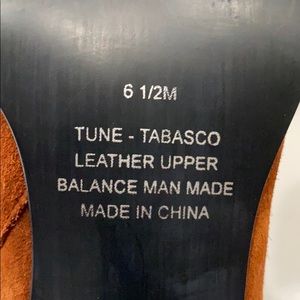 6 1/2M
TUNE - TABASCO
LEATHER UPPER
BALANCE MAN MADE
MADE IN CHINA